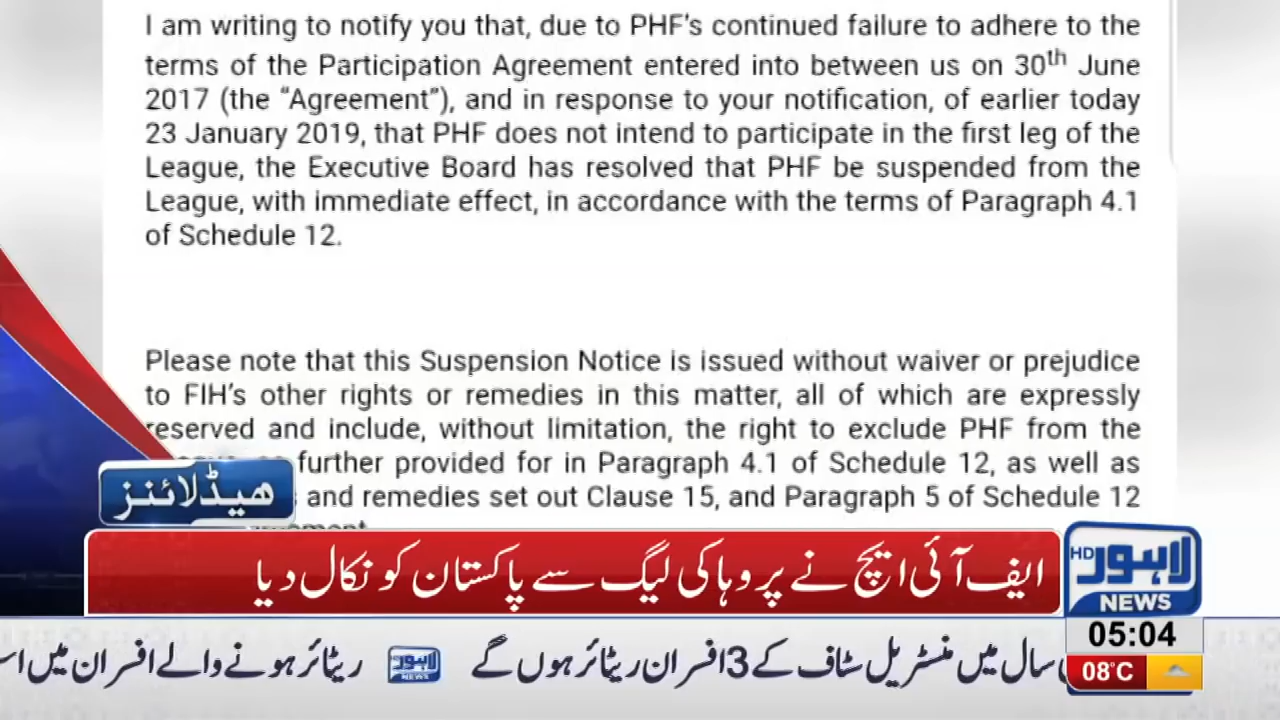 I am writing to notify you that, due to PHF's continued failure to adhere to the
terms of the Participation Agreement entered into between us on 30th June
2017 (the “Agreement”), and in response to your notification, of earlier today
23 January 2019, that PHF does not intend to participate in the first leg of the
League, the Executive Board has resolved that PHF be suspended from the
League, with immediate effect, in accordance with the terms of Paragraph 4.1
of Schedule 12.
Please note that this Suspension Notice is issued without waiver or prejudice
to FIH's other rights or remedies in this matter, all of which are expressly
reserved and include, without limitation, the right to exclude PHF from the
further provided for in Paragraph 4.1 of Schedule 12, as well as
and remedies set out Clause 15, and Paragraph 5 of Schedule 12
ہیڈلائنز
ایف آئی ایچ نے پرو ہاکی لیگ سے پاکستان کو نکال دیا
HD لاہور
NEWS
05:04
08°C
سال میں منسٹریل سٹاف کے 3 افسران ریٹائر ہوں گے لاہور NEWS ریٹائر ہونے والے افسران میں